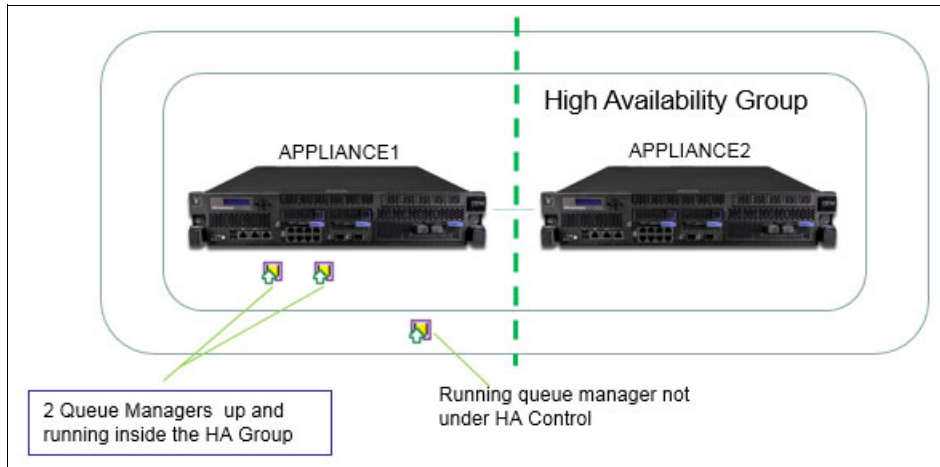 High Availability Group
APPLIANCE1
APPLIANCE2
2 Queue Managers up and
running inside the HA Group
Running queue manager not
under HA Control